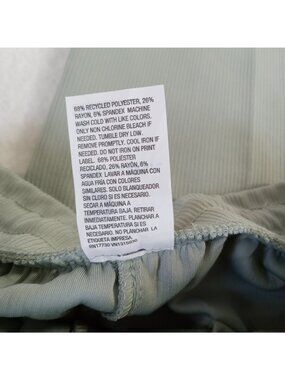 68% RECYCLED POLYESTER, 26%
RAYON, 6% SPANDEX MACHINE
WASH COLD WITH LIKE COLORS.
ONLY NON CHLORINE BLEACH IF
NEEDED. TUMBLE DRY LOW.
REMOVE PROMPTLY. COOL IRON IF
NEEDED. DO NOT IRON ON PRINT
LABEL. 68% POLIÉSTER
RECICLADO, 26% RAYÓN, 6%
SPANDEX LAVAR A MÁQUINA CON
AGUA FRÍA CON COLORES
SIMILARES. SOLO BLANQUEADOR
SIN CLORO SI ES NECESARIO.
SECAR A MÁQUINA A
TEMPERATURA BAJA. RETIRAR
INMEDIATAMENTE. PLANCHAR A
BAJA TEMPERATURA SI ES
NECESARIO. NO PLANCHAR LA
ETIQUETA IMPRESA.